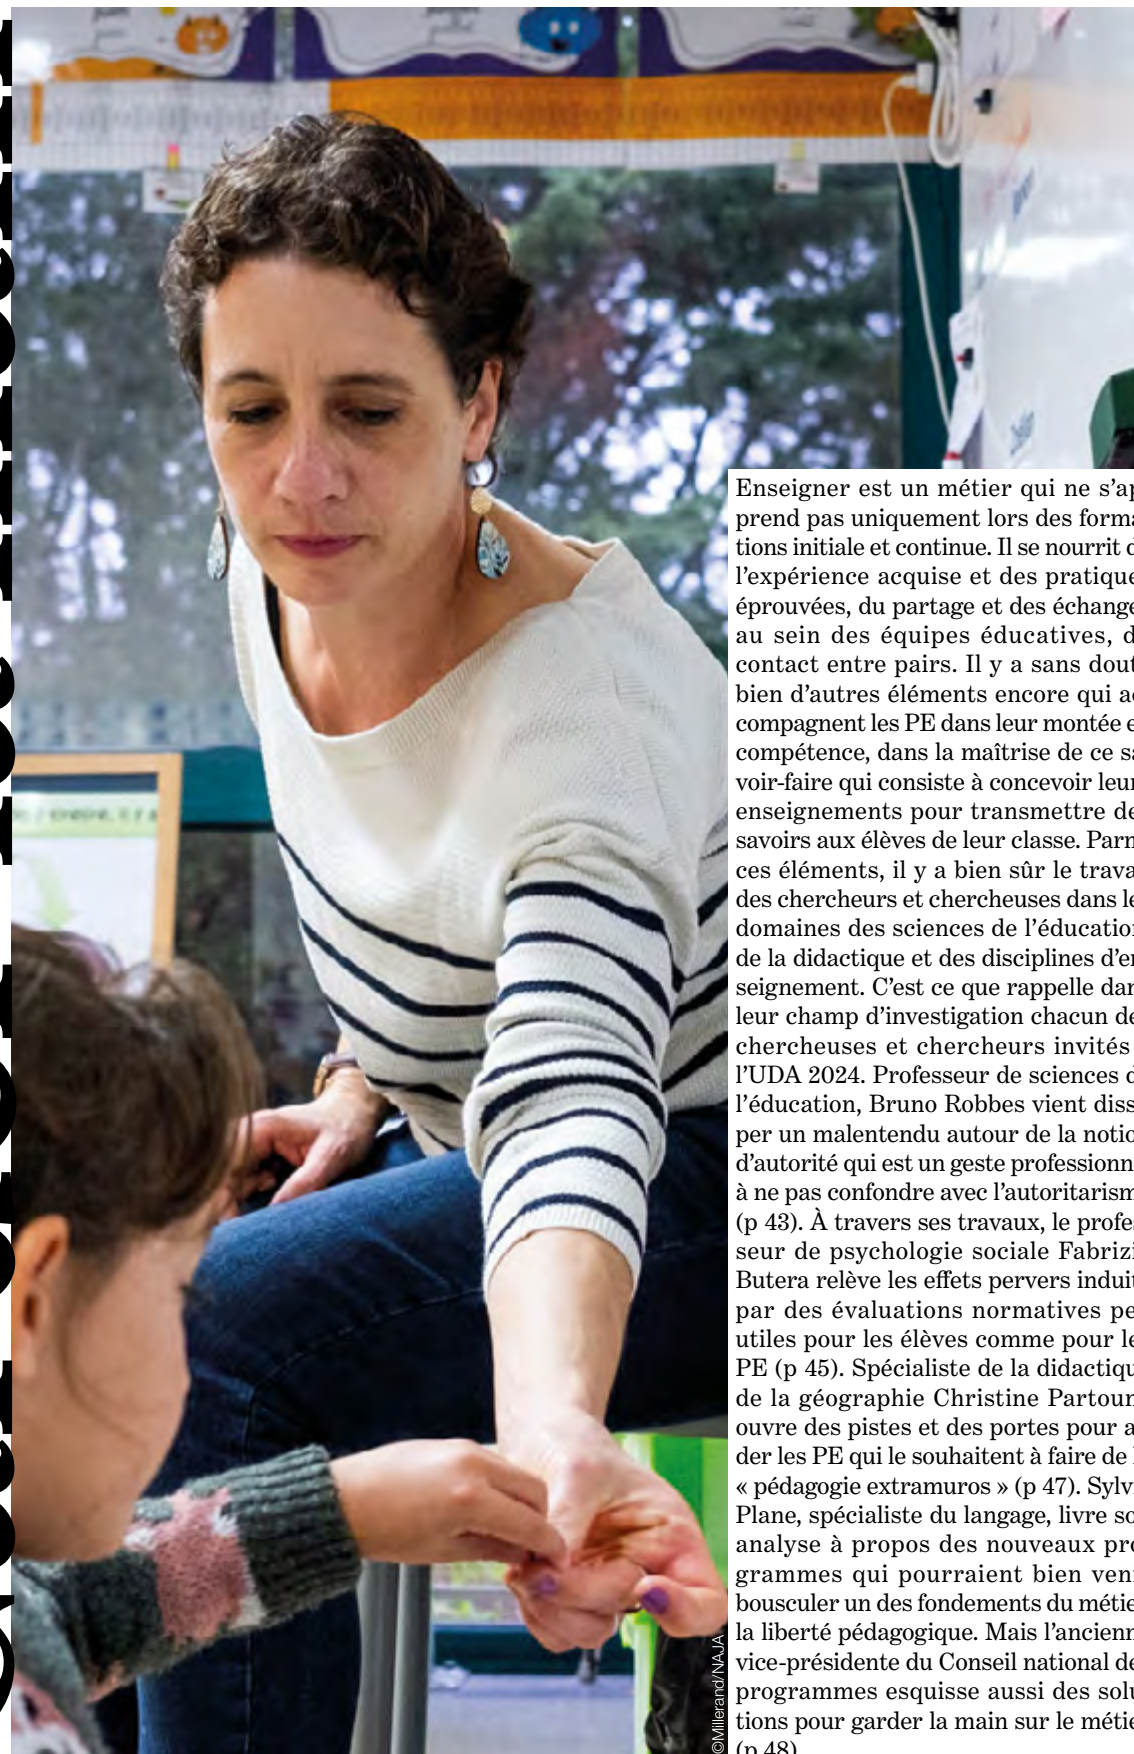 Enseigner est un métier qui ne s’ap
prend pas uniquement lors des forma
tions initiale et continue. Il se nourrit d
l’expérience acquise et des pratique
éprouvées, du partage et des échange
au sein des équipes éducatives, d
contact entre pairs. Il y a sans dout
bien d’autres éléments encore qui ac
compagnent les PE dans leur montée e
compétence, dans la maîtrise de ce sa
voir-faire qui consiste à concevoir leur
enseignements pour transmettre de
savoirs aux élèves de leur classe. Parm
ces éléments, il y a bien sûr le trava
des chercheurs et chercheuses dans le
domaines des sciences de l’éducation
de la didactique et des disciplines d’en
seignement. C’est ce que rappelle dan
leur champ d’investigation chacun de
chercheuses et chercheurs invités
l’UDA 2024. Professeur de sciences d
l’éducation, Bruno Robbes vient dissi
per un malentendu autour de la notio
d’autorité qui est un geste professionn
à ne pas confondre avec l’autoritarism
(p 43). À travers ses travaux, le profes
seur de psychologie sociale Fabrizi
Butera relève les effets pervers induit
par des évaluations normatives pe
utiles pour les élèves comme pour le
PE (p 45). Spécialiste de la didactiqu
de la géographie Christine Partoun
ouvre des pistes et des portes pour ai
der les PE qui le souhaitent à faire de l
« pédagogie extramuros » (p 47). Sylvi
Plane, spécialiste du langage, livre so
analyse à propos des nouveaux pro
grammes qui pourraient bien veni
bousculer un des fondements du métie
la liberté pédagogique. Mais l’ancienn
vice-présidente du Conseil national de
programmes esquisse aussi des solu
tions pour garder la main sur le métie
(p 48)
©Millerand/NAJA